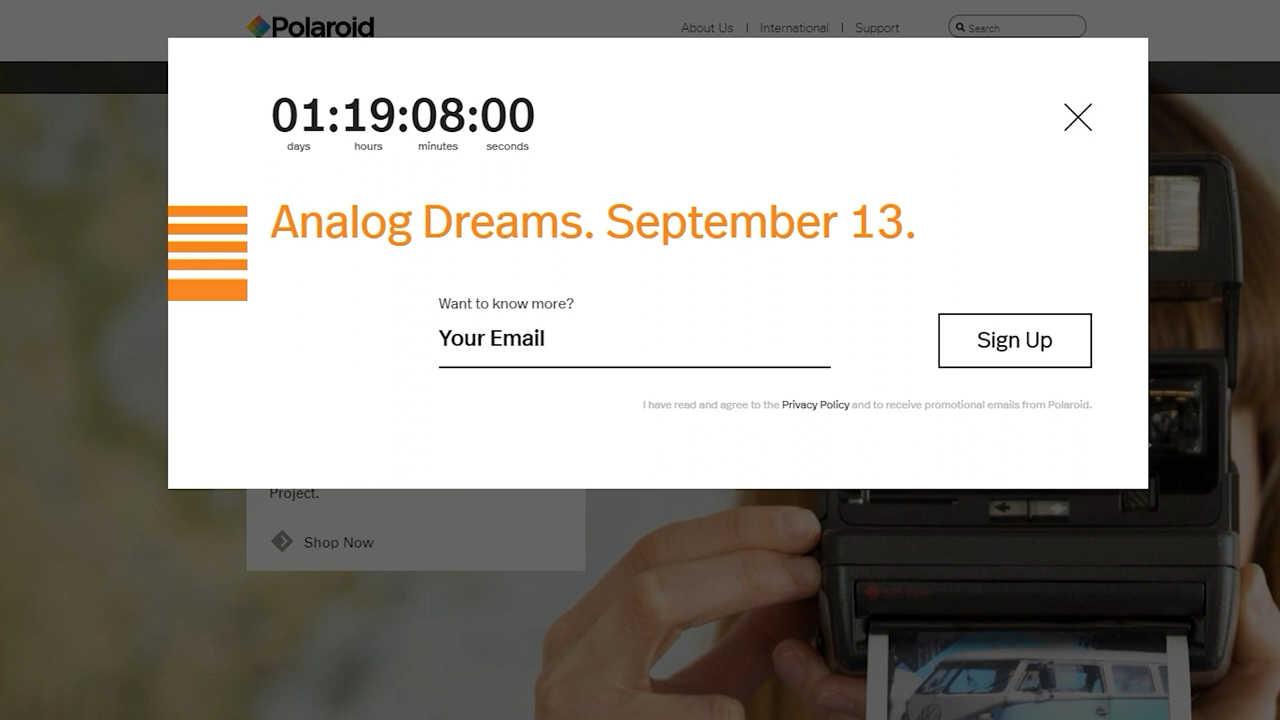 Polaroid
About Us | International | Support
Search
01:19:08:00
days hours minutes seconds
Analog Dreams. September 13.
Want to know more?
Your Email
Sign Up
I have read and agree to the Privacy Policy and to receive promotional emails from Polaroid.
Project.
Shop Now